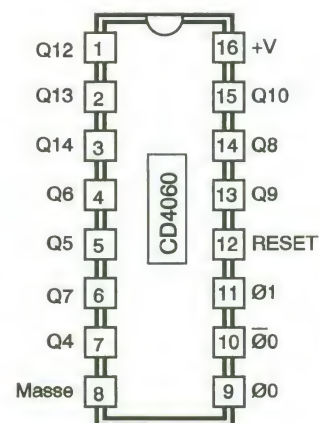 Q12 1 16 +V
Q13 2 15 Q10
Q14 3 14 Q8
Q6 4 13 Q9
CD4060
Q5 5 12 RESET
Q7 6 11 Ø1
Q4 7 10 Ø̅0
Masse 8 9 Ø0